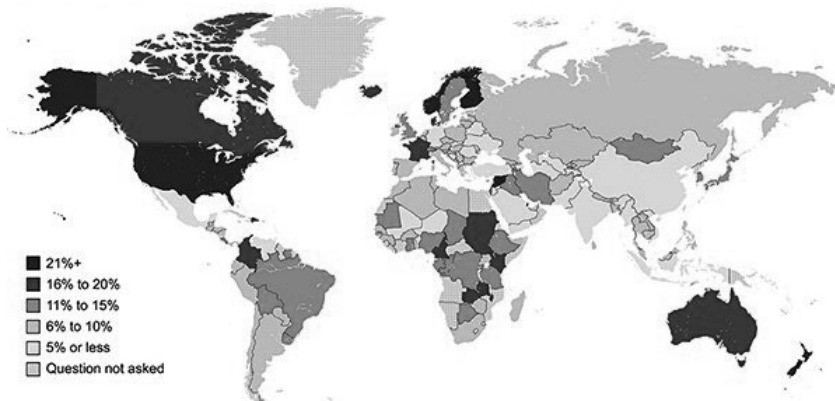 21%+
16% to 20%
11% to 15%
6% to 10%
5% or less
Question not asked